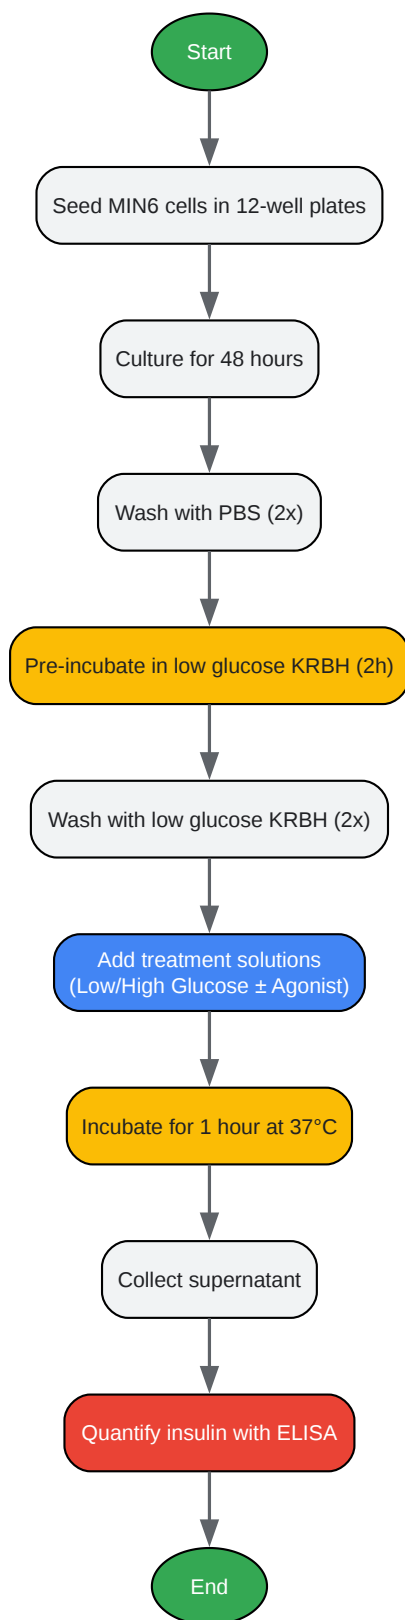 Start
Seed MIN6 cells in 12-well plates
Culture for 48 hours
Wash with PBS (2x)
Pre-incubate in low glucose KRBH (2h)
Wash with low glucose KRBH (2x)
Add treatment solutions
(Low/High Glucose ± Agonist)
Incubate for 1 hour at 37°C
Collect supernatant
Quantify insulin with ELISA
End